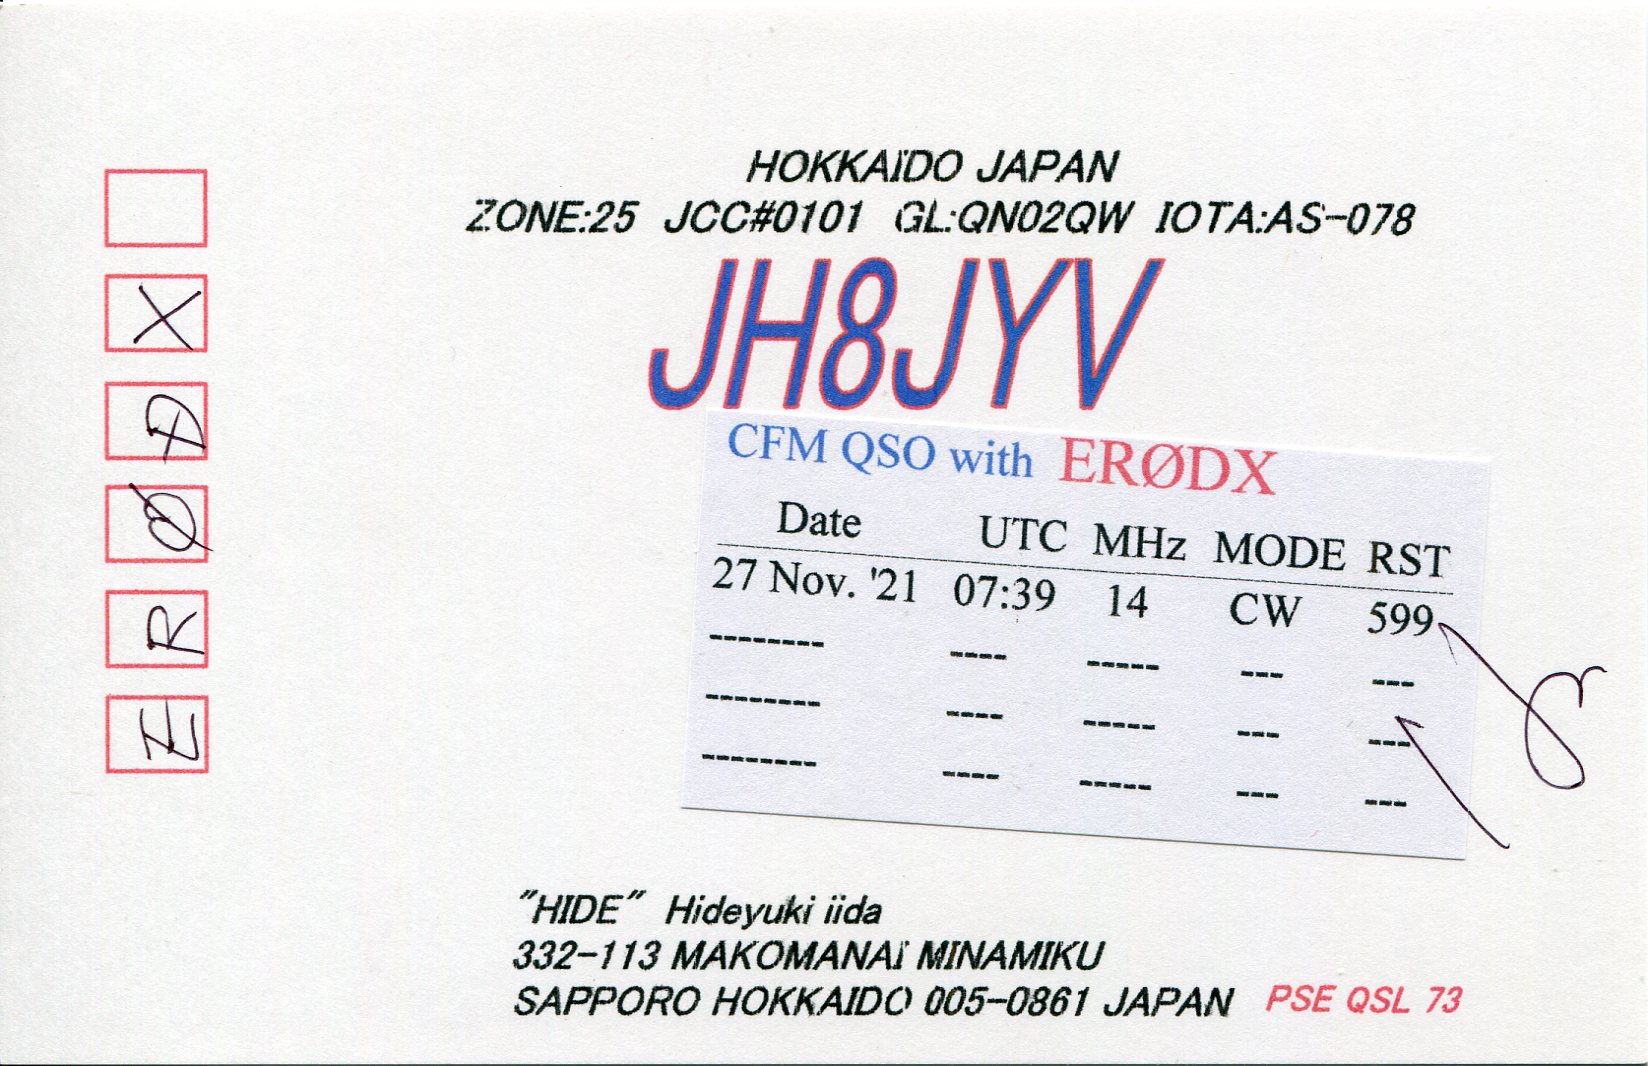 HOKKAIDO JAPAN
ZONE:25 JCC#0101 GL:QN02QW IOTA:AS-078
JH8JYV
CFM QSO with ERØDX
Date UTC MHz MODE RST
27 Nov. '21 07:39 14 CW 599
-------- ---- ----- --- ---
-------- ---- ----- --- ---
-------- ---- ----- --- ---
"HIDE" Hideyuki iida
332-113 MAKOMANAI MINAMIKU
SAPPORO HOKKAIDO 005-0861 JAPAN PSE QSL 73
ERØDX